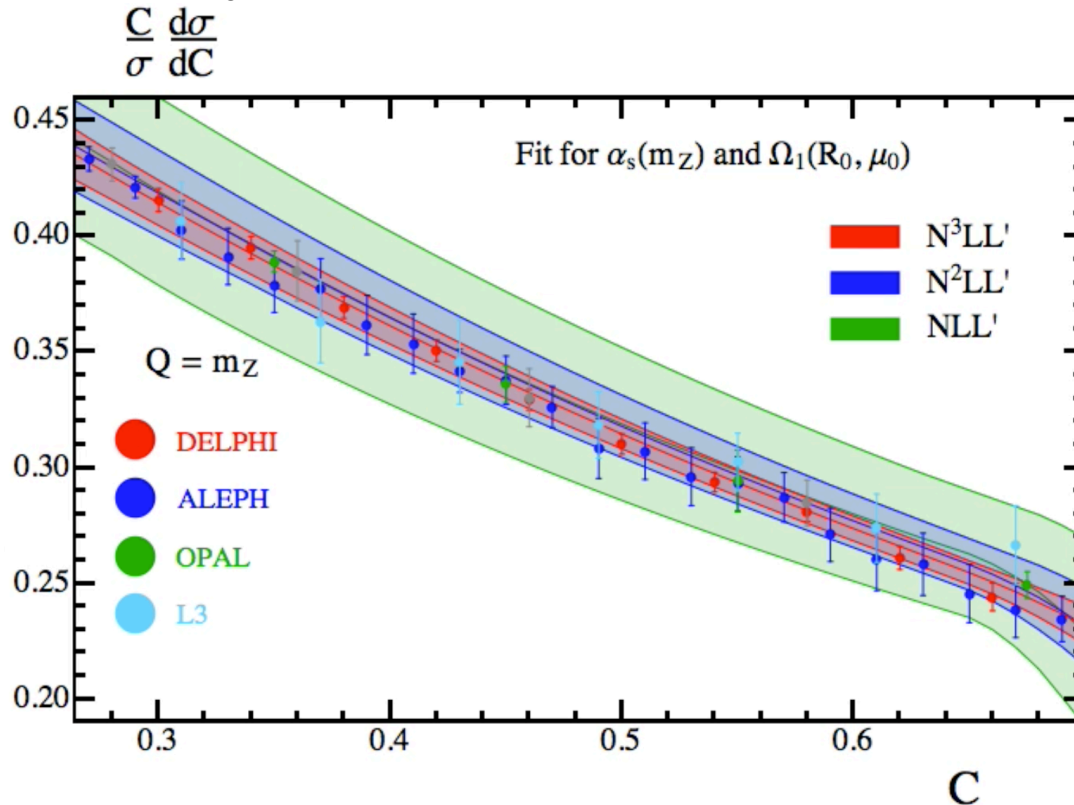 C/σ dσ/dC
0.45
0.40
0.35
0.30
0.25
0.20
Fit for αs(mZ) and Ω1(R0, μ0)
N³LL'
N²LL'
NLL'
Q = mZ
DELPHI
ALEPH
OPAL
L3
0.3 0.4 0.5 0.6
C